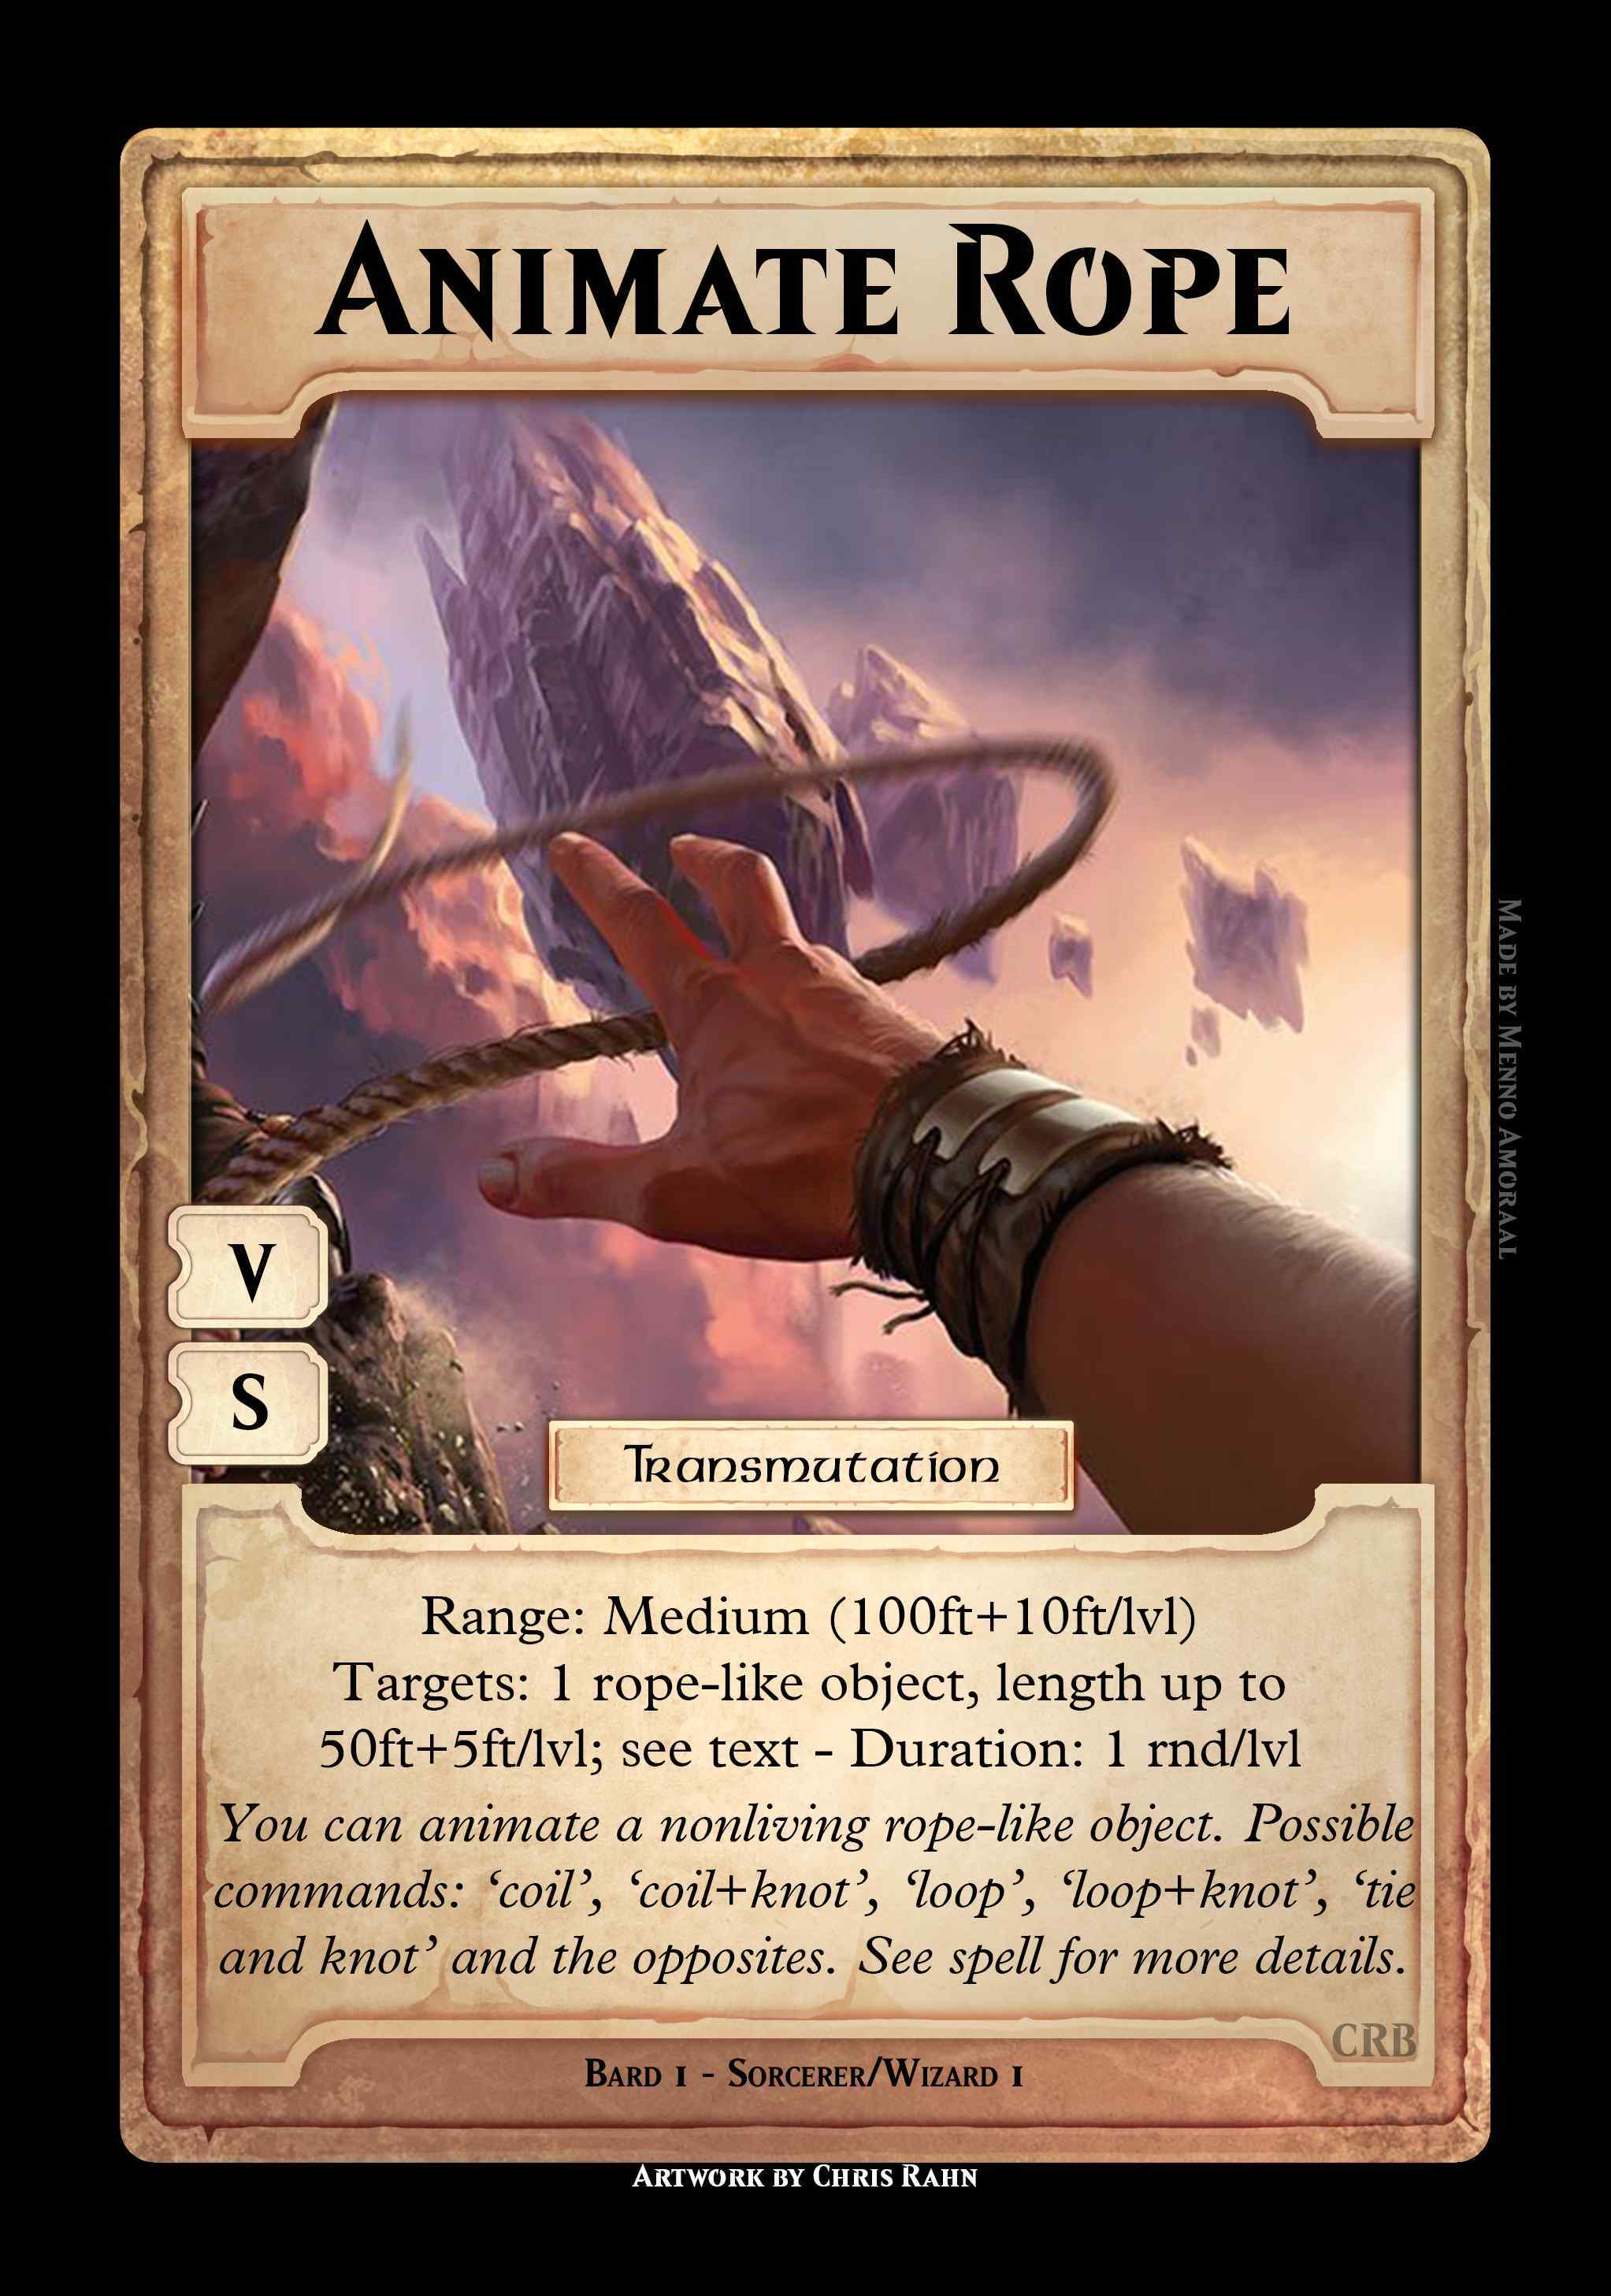 Animate Rope
V
S
Transmutation
Range: Medium (100ft+10ft/lvl)
Targets: 1 rope-like object, length up to
50ft+5ft/lvl; see text - Duration: 1 rnd/lvl
You can animate a nonliving rope-like object. Possible
commands: ‘coil’, ‘coil+knot’, ‘loop’, ‘loop+knot’, ‘tie
and knot’ and the opposites. See spell for more details.
CRB
Bard 1 - Sorcerer/Wizard 1
Artwork by Chris Rahn
Made by Menno Amoraal